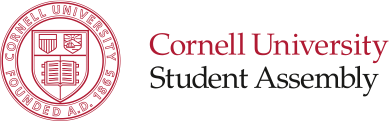 CORNELL UNIVERSITY
FOUNDED A.D. 1865
Cornell University
Student Assembly